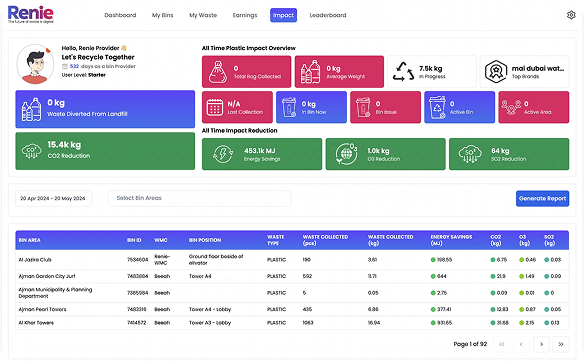 Renie
The future of waste is digital
Dashboard My Bins My Waste Earnings Impact Leaderboard
Hello, Renie Provider 👋
Let's Recycle Together
532 days as a bin Provider
User Level: Starter
0 kg
Waste Diverted From Landfill
15.4k kg
CO2 Reduction
All Time Plastic Impact Overview
0
Total Bag Collected
0 kg
Average Weight
7.5k kg
In Progress
mai dubai wat...
Top Brands
N/A
Last Collection
0 kg
In Bin Now
0
Bin Issue
0
Active Bin
0
Active Area
All Time Impact Reduction
453.1k MJ
Energy Savings
1.0k kg
O3 Reduction
64 kg
SO2 Reduction
20 Apr 2024 - 20 May 2024
Select Bin Areas
Generate Report
BIN AREA BIN ID WMC BIN POSITION WASTE TYPE WASTE COLLECTED (pcs) WASTE COLLECTED (kg) ENERGY SAVINGS (MJ) CO2 (kg) O3 (kg) SO2 (kg)
Al Jazira Club 7534604 Renie-WMC Ground floor beside of elivator PLASTIC 190 3.61 198.55 6.75 0.46 0.03
Ajman Garden City Jurf 7483884 Beeah Tower A4 PLASTIC 592 11.71 644 21.9 1.49 0.09
Ajman Municipality & Planning Department 7365984 Beeah PLASTIC 5 0.05 2.75 0.09 0.01 0
Ajman Pearl Towers 7483316 Beeah Tower A4 - Lobby PLASTIC 435 6.86 377.41 12.83 0.87 0.05
Al Khor Towers 7414572 Beeah Tower A3 - Lobby PLASTIC 1063 16.94 931.65 31.68 2.15 0.13
Page 1 of 92